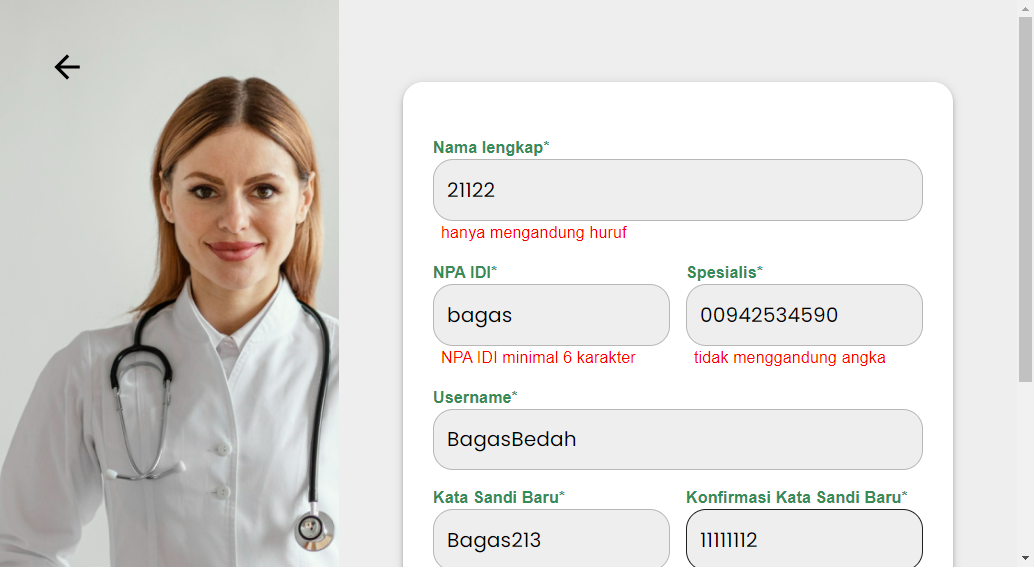 Nama lengkap*
21122
hanya mengandung huruf
NPA IDI* Spesialis*
bagas 00942534590
NPA IDI minimal 6 karakter tidak menggandung angka
Username*
BagasBedah
Kata Sandi Baru* Konfirmasi Kata Sandi Baru*
Bagas213 11111112